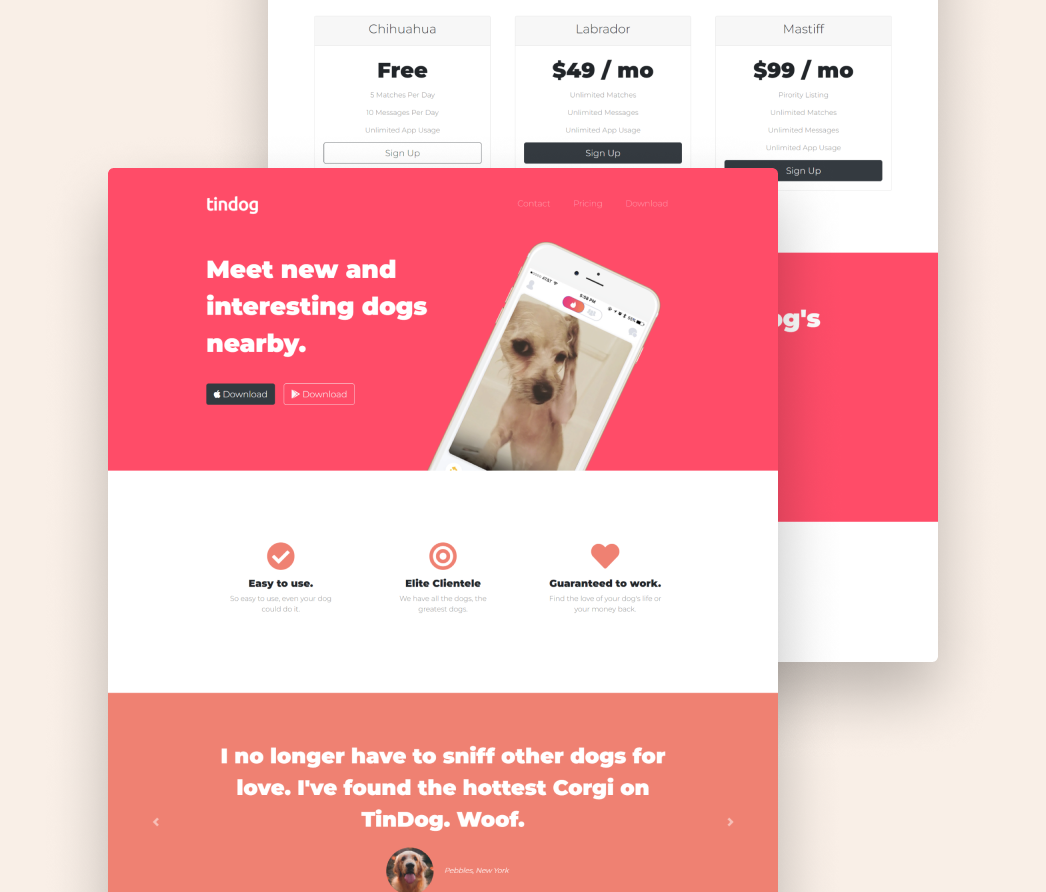 Chihuahua
Labrador
Mastiff
Free
$49 / mo
$99 / mo
5 Matches Per Day
Unlimited Matches
Pirority Listing
10 Messages Per Day
Unlimited Messages
Unlimited Matches
Unlimited App Usage
Unlimited App Usage
Unlimited Messages
Unlimited App Usage
Sign Up
Sign Up
Sign Up
og's
tindog
Contact
Pricing
Download
Meet new and
interesting dogs
nearby.
Download
Download
AT&T
5:58 PM
Easy to use.
So easy to use, even your dog
could do it.
Elite Clientele
We have all the dogs, the
greatest dogs.
Guaranteed to work.
Find the love of your dog's life or
your money back.
I no longer have to sniff other dogs for
love. I've found the hottest Corgi on
TinDog. Woof.
Pebbles, New York